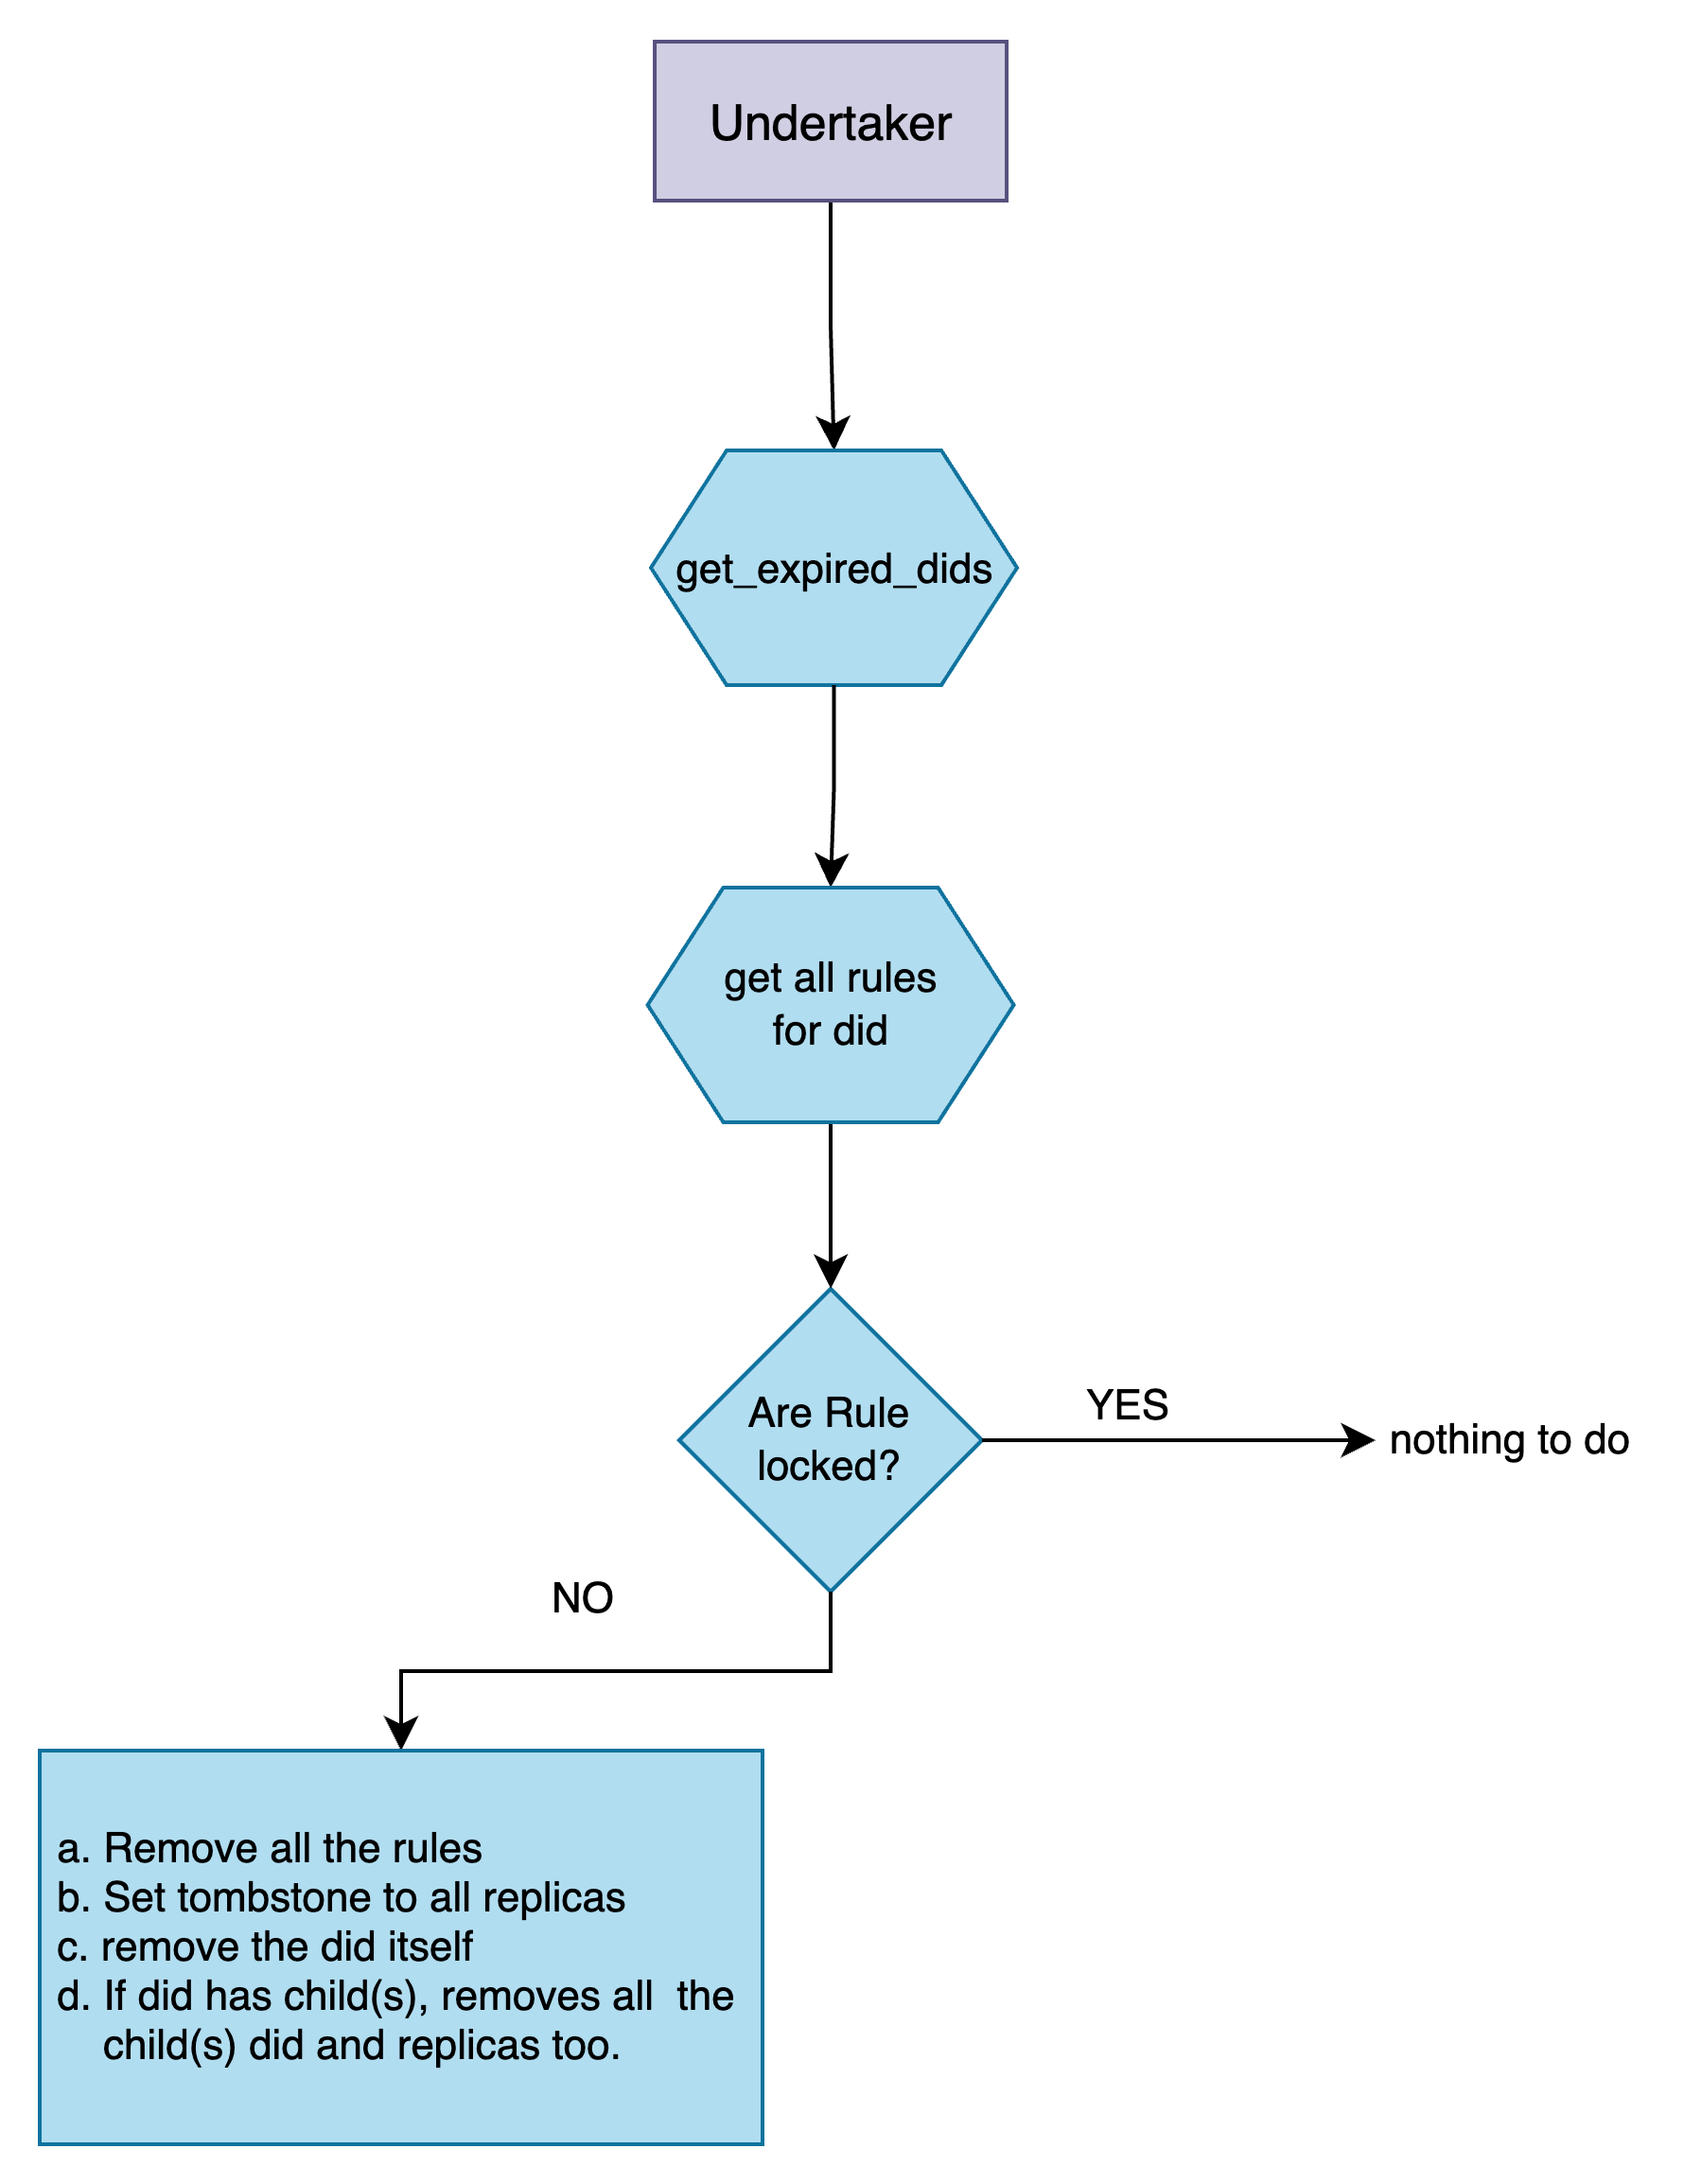 Undertaker
get_expired_dids
get all rules
for did
Are Rule
locked?
YES
nothing to do
NO
a. Remove all the rules
b. Set tombstone to all replicas
c. remove the did itself
d. If did has child(s), removes all  the
child(s) did and replicas too.